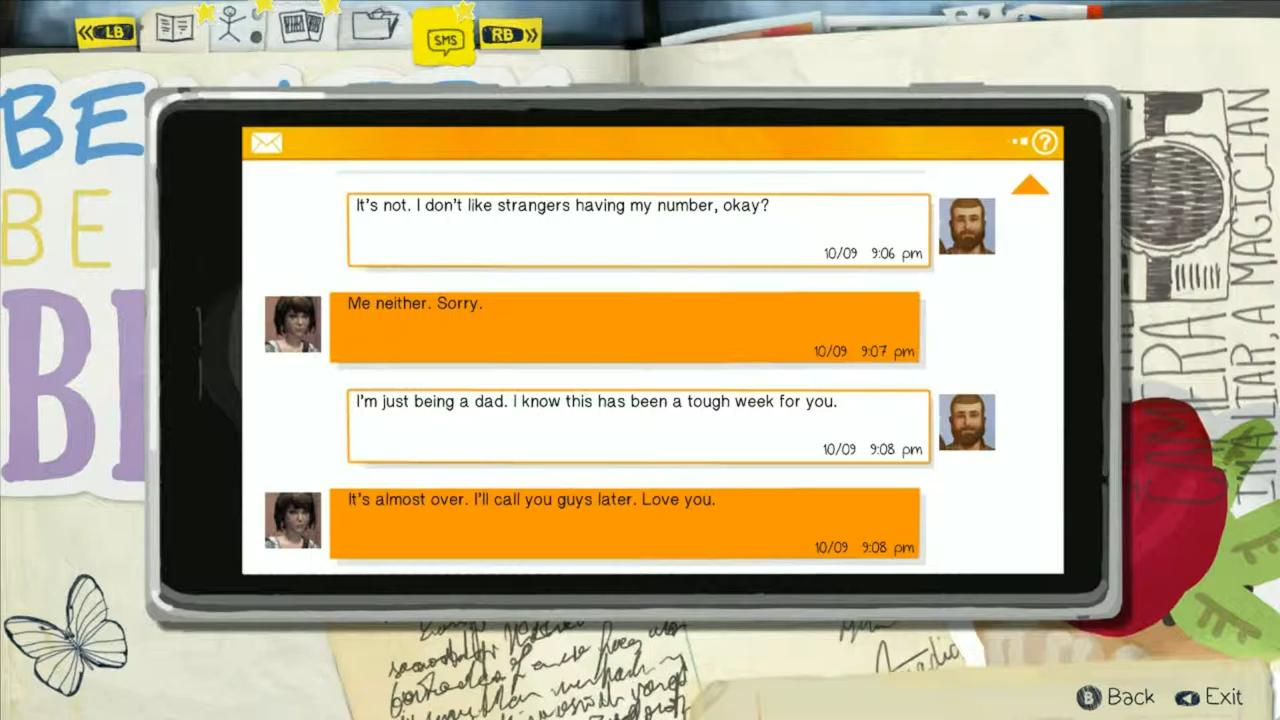 LB
SMS
RB
BE
BE
It's not. I don't like strangers having my number, okay?
10/09 9:06 pm
Me neither. Sorry.
10/09 9:07 pm
I'm just being a dad. I know this has been a tough week for you.
10/09 9:08 pm
It's almost over. I'll call you guys later. Love you.
10/09 9:08 pm
CAMERA
IMA LIAR, A MAGICIAN
B Back
Exit